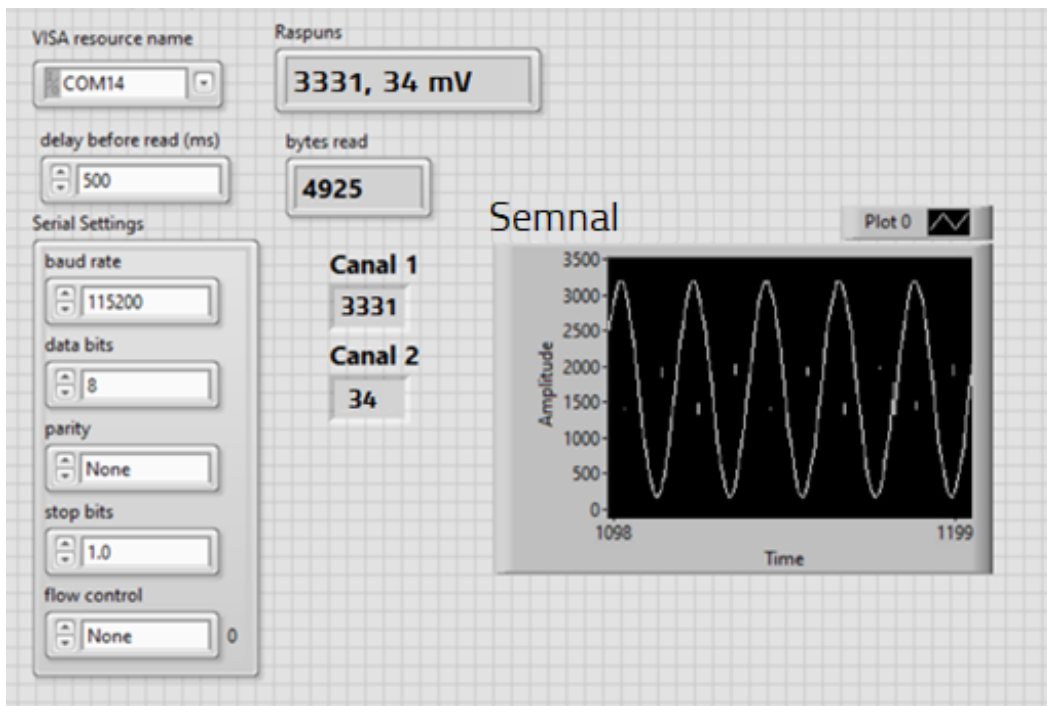 VISA resource name
COM14
Raspuns
3331, 34 mV
delay before read (ms)
500
bytes read
4925
Serial Settings
baud rate
115200
data bits
8
parity
None
stop bits
1.0
flow control
None 0
Canal 1
3331
Canal 2
34
Semnal
Plot 0
Amplitude
3500
3000
2500
2000
1500
1000
500
0
1098
1199
Time